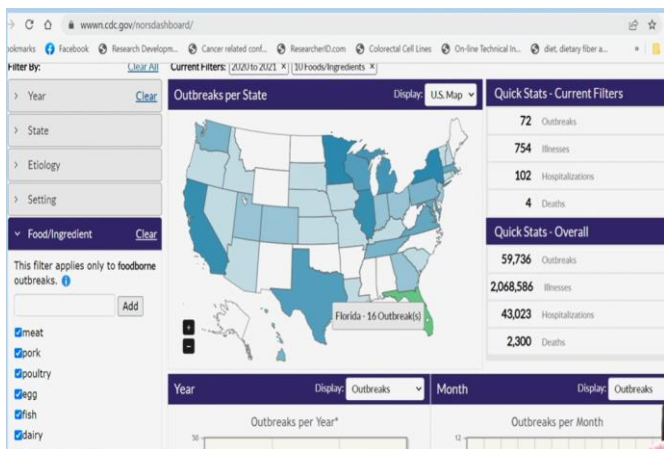 wwwn.cdc.gov/norsdashboard/
ookmarks Facebook Research Developm... Cancer related conf... ResearcherID.com Colorectal Cell Lines On-line Technical In... diet, dietary fiber a... »
Filter By: Clear All
Current Filters: 2020 to 2021 × 10 Foods/Ingredients ×
> Year Clear
> State
> Etiology
> Setting
Food/Ingredient Clear
This filter applies only to foodborne
outbreaks.
Add
meat
pork
poultry
egg
fish
dairy
Outbreaks per State Display: U.S. Map
Florida - 16 Outbreak(s)
+
-
Quick Stats - Current Filters
72 Outbreaks
754 Illnesses
102 Hospitalizations
4 Deaths
Quick Stats - Overall
59,736 Outbreaks
2,068,586 Illnesses
43,023 Hospitalizations
2,300 Deaths
Year Display: Outbreaks
Outbreaks per Year*
Month Display: Outbreaks
Outbreaks per Month
12